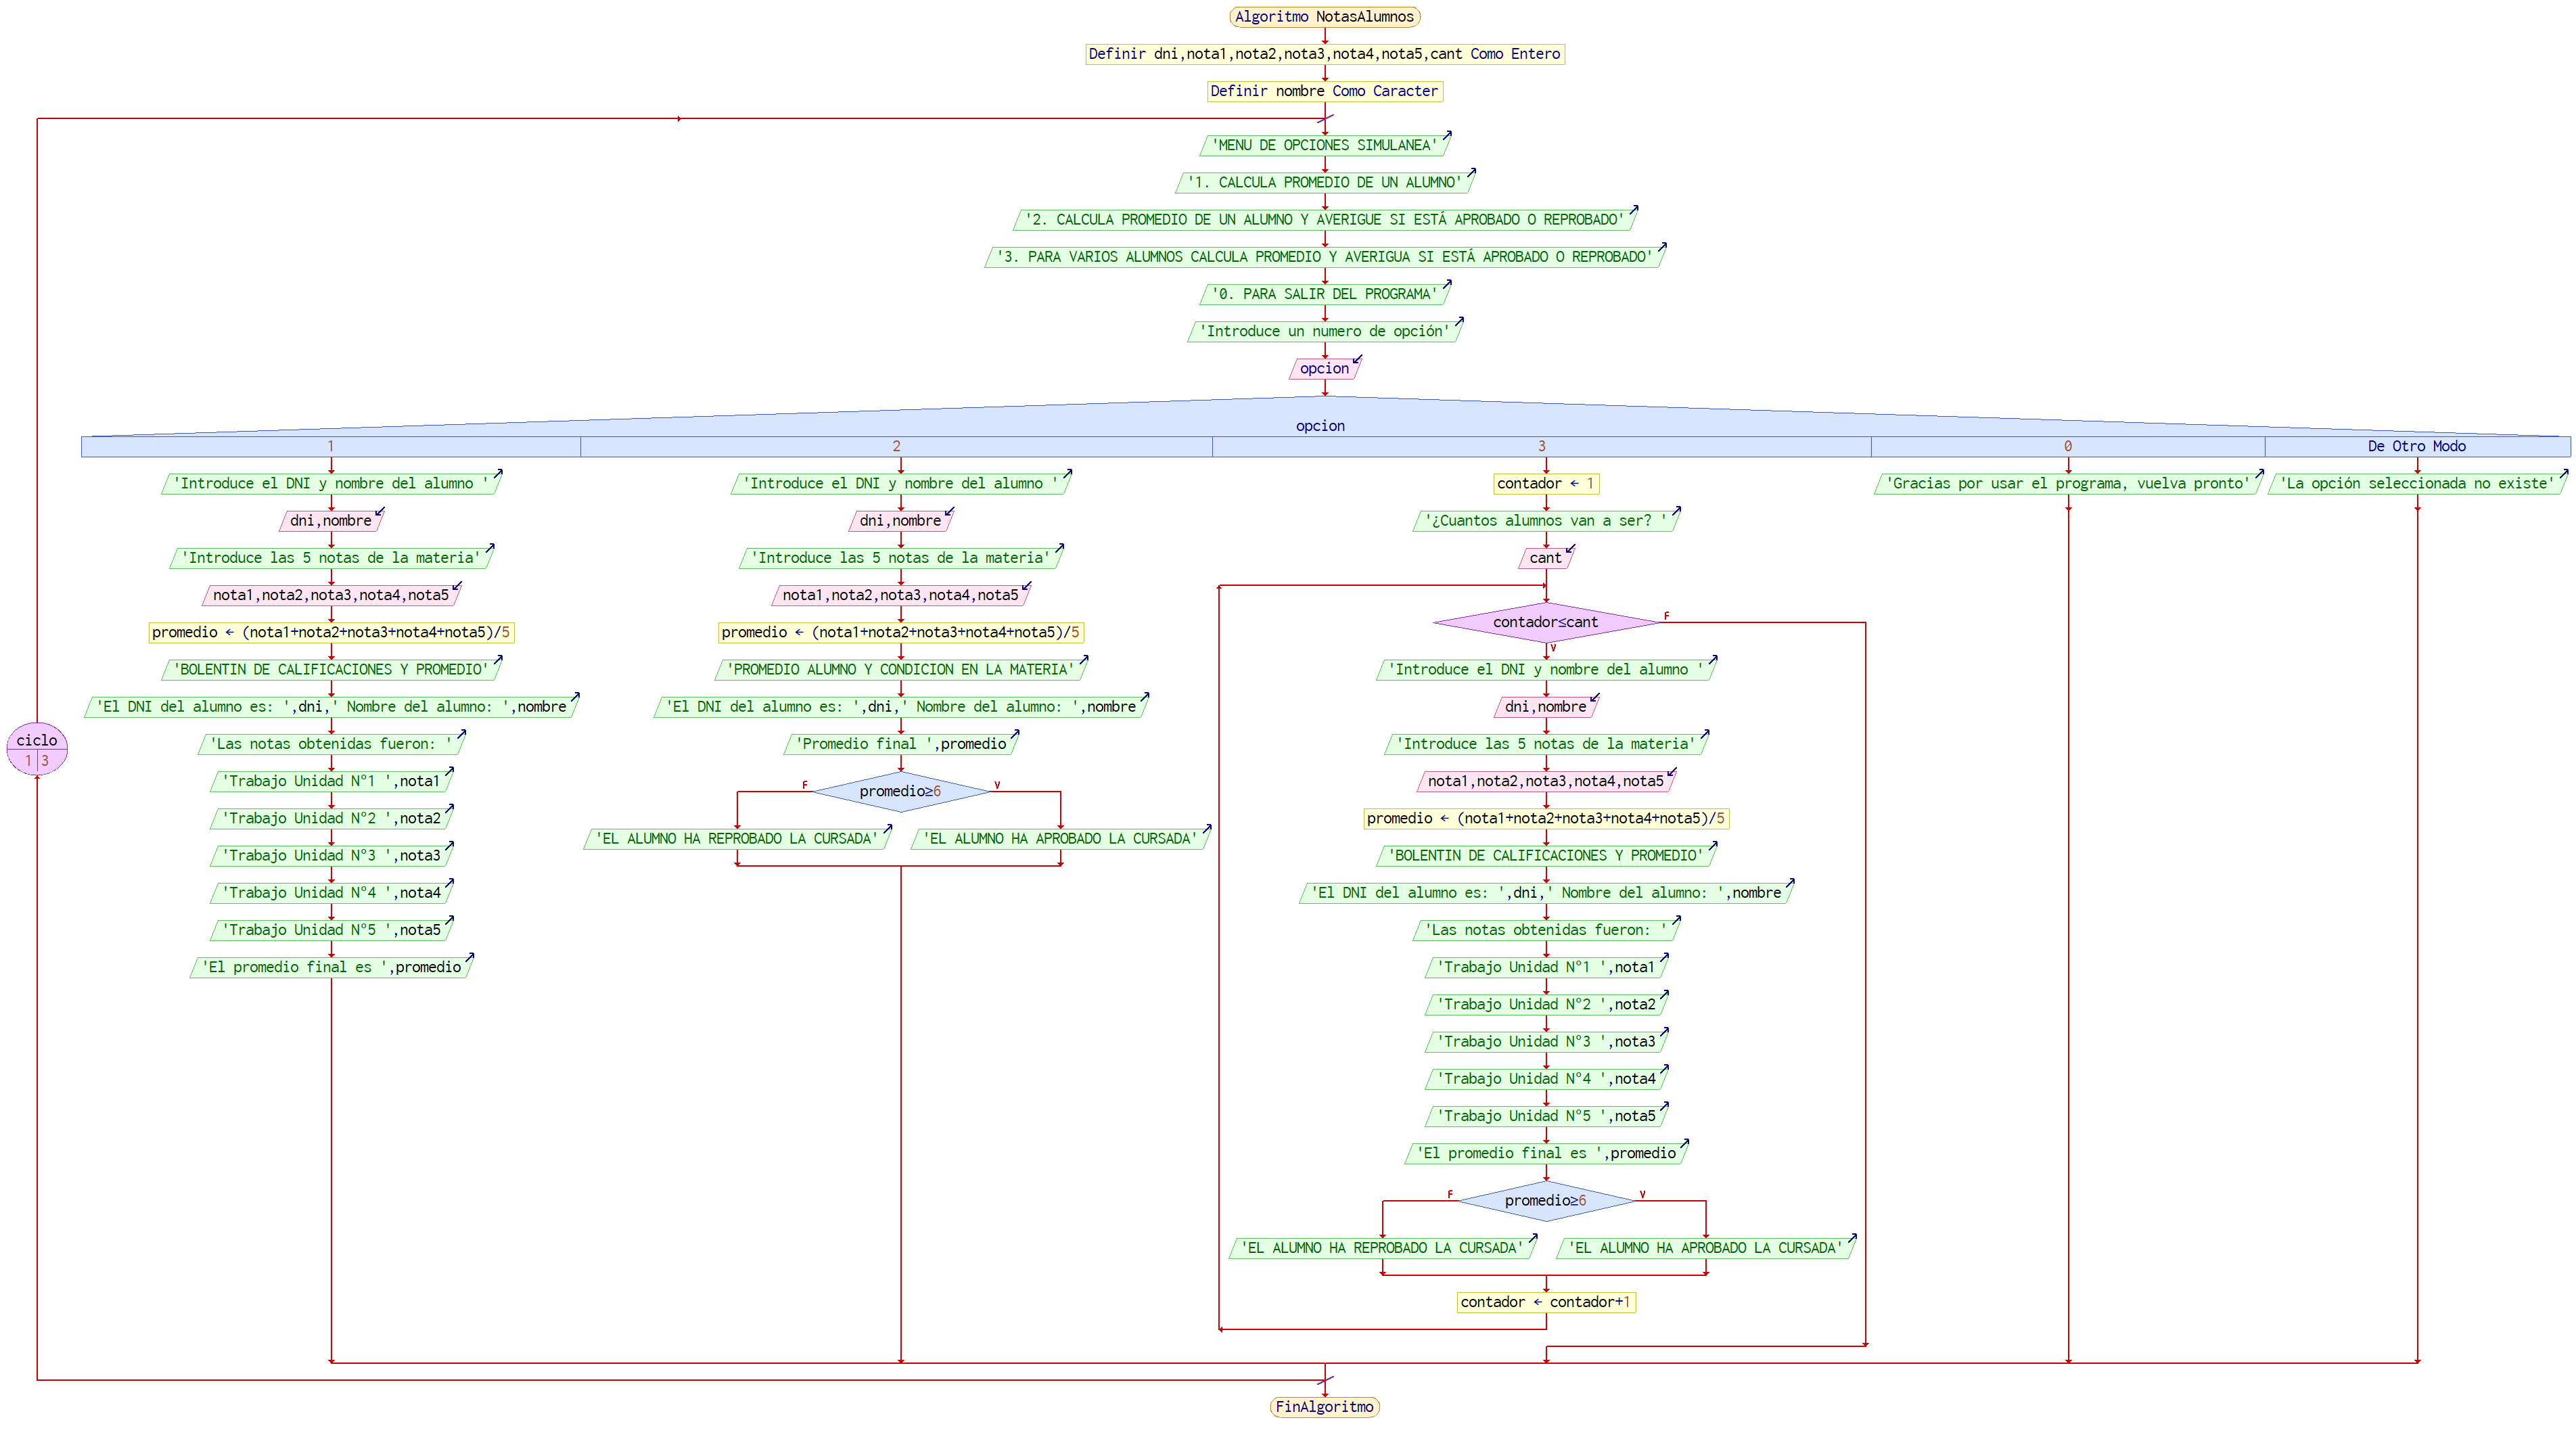 Algoritmo NotasAlumnos
Definir dni,nota1,nota2,nota3,nota4,nota5,cant Como Entero
Definir nombre Como Caracter
'MENU DE OPCIONES SIMULANEA'
'1. CALCULA PROMEDIO DE UN ALUMNO'
'2. CALCULA PROMEDIO DE UN ALUMNO Y AVERIGUE SI ESTÁ APROBADO O REPROBADO'
'3. PARA VARIOS ALUMNOS CALCULA PROMEDIO Y AVERIGUA SI ESTÁ APROBADO O REPROBADO'
'0. PARA SALIR DEL PROGRAMA'
'Introduce un numero de opción'
opcion
opcion
ciclo
1 3
1
'Introduce el DNI y nombre del alumno '
dni,nombre
'Introduce las 5 notas de la materia'
nota1,nota2,nota3,nota4,nota5
promedio ← (nota1+nota2+nota3+nota4+nota5)/5
'BOLENTIN DE CALIFICACIONES Y PROMEDIO'
'El DNI del alumno es: ',dni,' Nombre del alumno: ',nombre
'Las notas obtenidas fueron: '
'Trabajo Unidad N°1 ',nota1
'Trabajo Unidad N°2 ',nota2
'Trabajo Unidad N°3 ',nota3
'Trabajo Unidad N°4 ',nota4
'Trabajo Unidad N°5 ',nota5
'El promedio final es ',promedio
2
'Introduce el DNI y nombre del alumno '
dni,nombre
'Introduce las 5 notas de la materia'
nota1,nota2,nota3,nota4,nota5
promedio ← (nota1+nota2+nota3+nota4+nota5)/5
'PROMEDIO ALUMNO Y CONDICION EN LA MATERIA'
'El DNI del alumno es: ',dni,' Nombre del alumno: ',nombre
'Promedio final ',promedio
promedio≥6
F
V
'EL ALUMNO HA REPROBADO LA CURSADA'
'EL ALUMNO HA APROBADO LA CURSADA'
3
contador ← 1
'¿Cuantos alumnos van a ser? '
cant
contador≤cant
F
V
'Introduce el DNI y nombre del alumno '
dni,nombre
'Introduce las 5 notas de la materia'
nota1,nota2,nota3,nota4,nota5
promedio ← (nota1+nota2+nota3+nota4+nota5)/5
'BOLENTIN DE CALIFICACIONES Y PROMEDIO'
'El DNI del alumno es: ',dni,' Nombre del alumno: ',nombre
'Las notas obtenidas fueron: '
'Trabajo Unidad N°1 ',nota1
'Trabajo Unidad N°2 ',nota2
'Trabajo Unidad N°3 ',nota3
'Trabajo Unidad N°4 ',nota4
'Trabajo Unidad N°5 ',nota5
'El promedio final es ',promedio
promedio≥6
F
V
'EL ALUMNO HA REPROBADO LA CURSADA'
'EL ALUMNO HA APROBADO LA CURSADA'
contador ← contador+1
0
'Gracias por usar el programa, vuelva pronto'
De Otro Modo
'La opción seleccionada no existe'
FinAlgoritmo